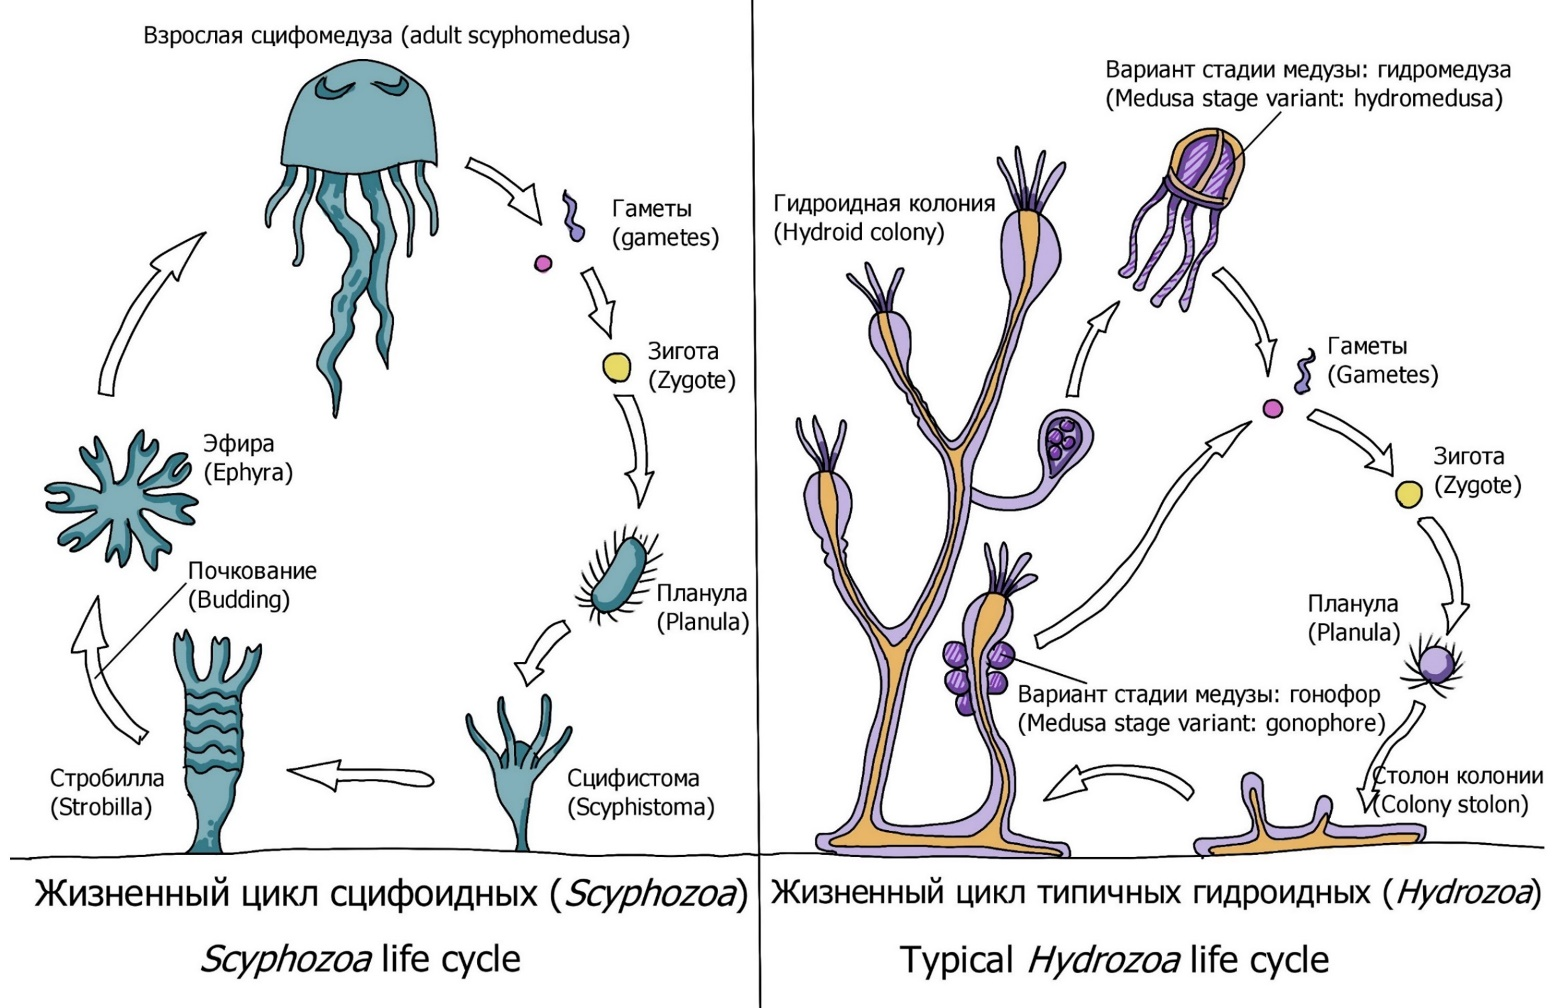 Взрослая сцифомедуза (adult scyphomedusa)
Гаметы
(gametes)
Зигота
(Zygote)
Эфира
(Ephyra)
Почкование
(Budding)
Планула
(Planula)
Стробилла
(Strobilla)
Сцифистома
(Scyphistoma)
Жизненный цикл сцифоидных (Scyphozoa)
Scyphozoa life cycle
Вариант стадии медузы: гидромедуза
(Medusa stage variant: hydromedusa)
Гидроидная колония
(Hydroid colony)
Гаметы
(Gametes)
Зигота
(Zygote)
Планула
(Planula)
Вариант стадии медузы: гонофор
(Medusa stage variant: gonophore)
Столон колонии
(Colony stolon)
Жизненный цикл типичных гидроидных (Hydrozoa)
Typical Hydrozoa life cycle